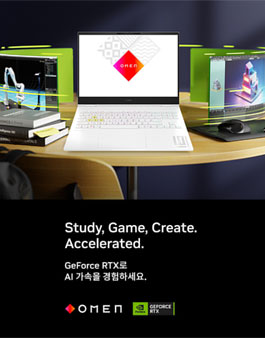 OMEN
Study, Game, Create.
Accelerated.
GeForce RTX로
AI 가속을 경험하세요.
OMEN
GEFORCE
RTX